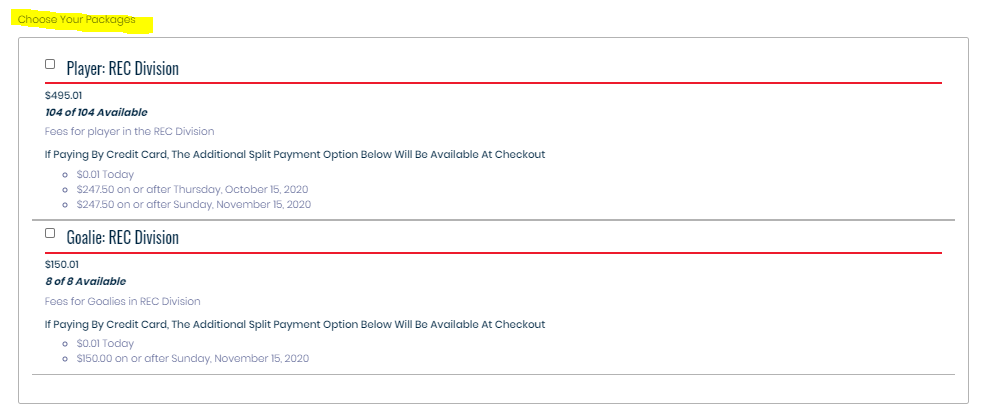 Choose Your Packages
Player: REC Division
$495.01
104 of 104 Available
Fees for player in the REC Division
If Paying By Credit Card, The Additional Split Payment Option Below Will Be Available At Checkout
$0.01 Today
$247.50 on or after Thursday, October 15, 2020
$247.50 on or after Sunday, November 15, 2020
Goalie: REC Division
$150.01
8 of 8 Available
Fees for Goalies in REC Division
If Paying By Credit Card, The Additional Split Payment Option Below Will Be Available At Checkout
$0.01 Today
$150.00 on or after Sunday, November 15, 2020